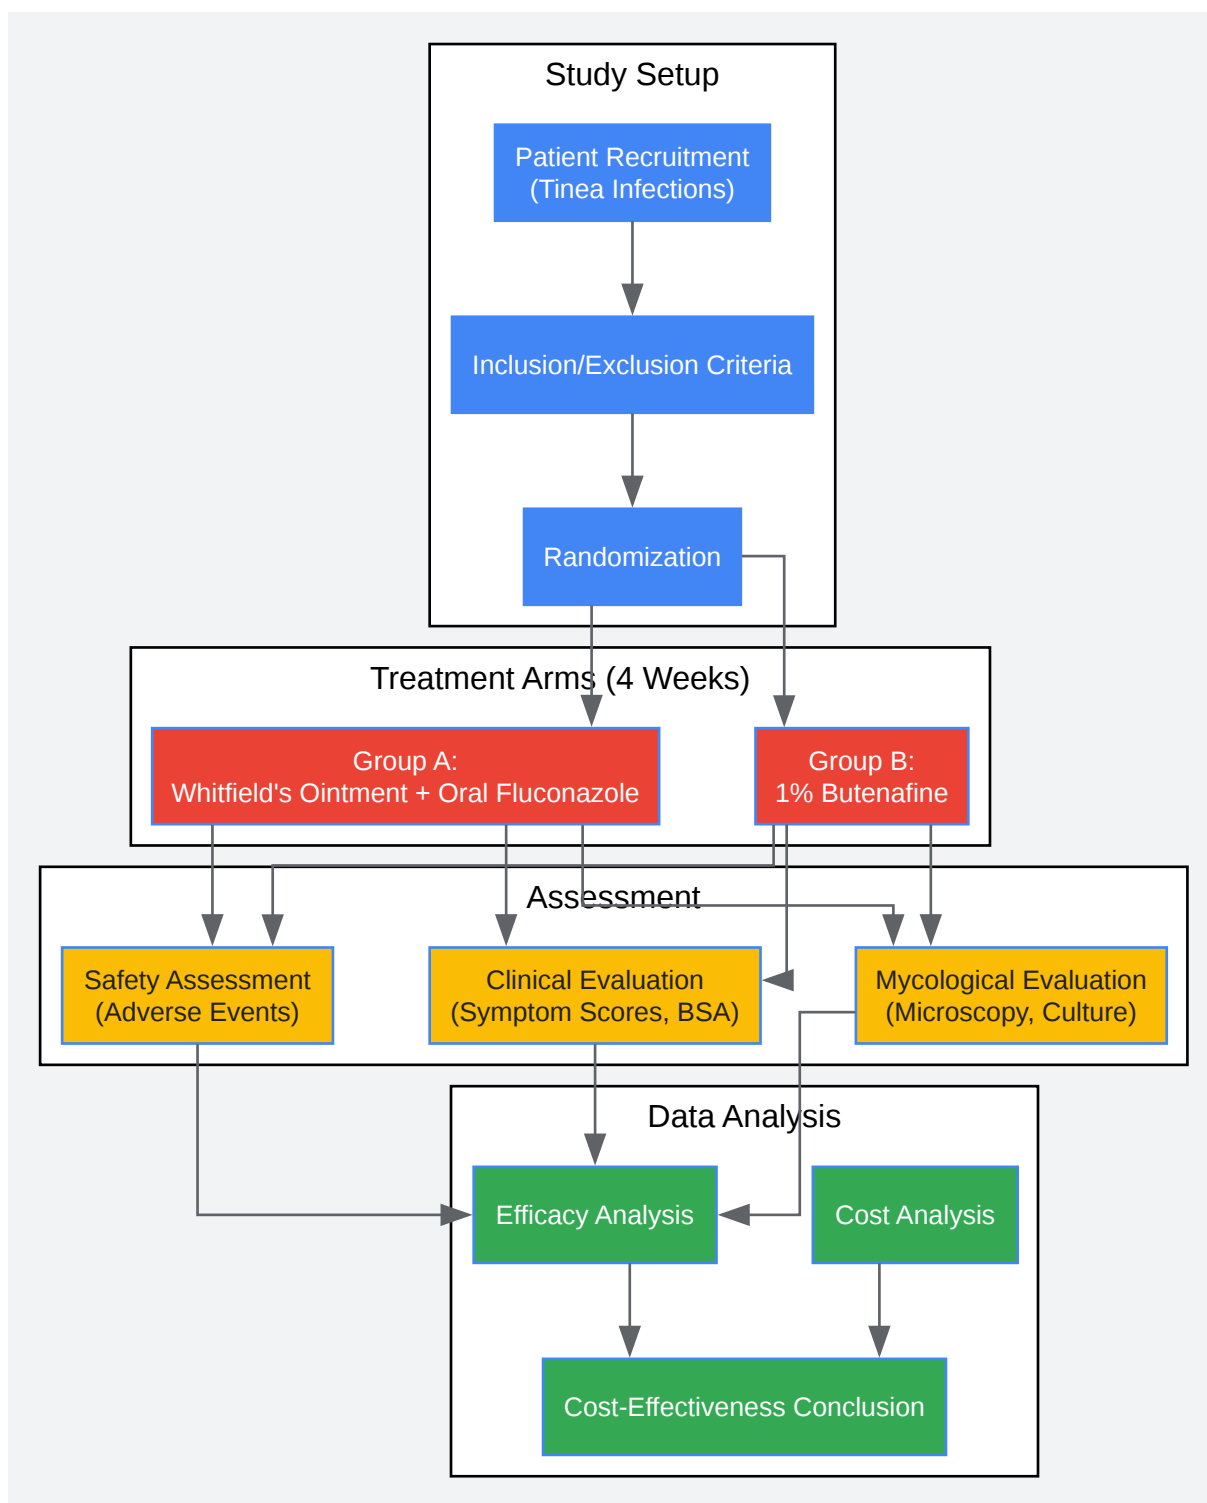 Study Setup
Patient Recruitment
(Tinea Infections)
Inclusion/Exclusion Criteria
Randomization
Treatment Arms (4 Weeks)
Group A:
Whitfield's Ointment + Oral Fluconazole
Group B:
1% Butenafine
Assessment
Safety Assessment
(Adverse Events)
Clinical Evaluation
(Symptom Scores, BSA)
Mycological Evaluation
(Microscopy, Culture)
Data Analysis
Efficacy Analysis
Cost Analysis
Cost-Effectiveness Conclusion